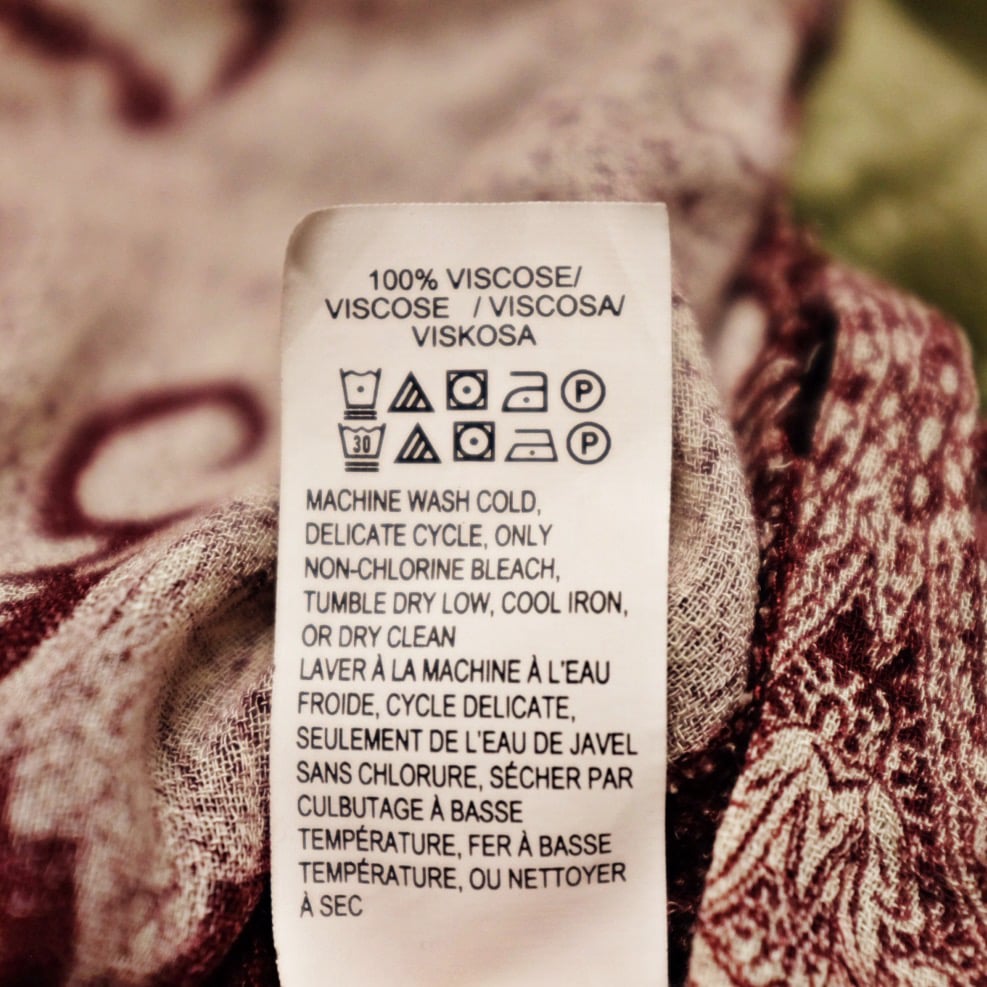 100% VISCOSE/
VISCOSE / VISCOSA/
VISKOSA
P
30 P
MACHINE WASH COLD,
DELICATE CYCLE, ONLY
NON-CHLORINE BLEACH,
TUMBLE DRY LOW, COOL IRON,
OR DRY CLEAN
LAVER À LA MACHINE À L'EAU
FROIDE, CYCLE DELICATE,
SEULEMENT DE L'EAU DE JAVEL
SANS CHLORURE, SÉCHER PAR
CULBUTAGE À BASSE
TEMPÉRATURE, FER À BASSE
TEMPÉRATURE, OU NETTOYER
À SEC